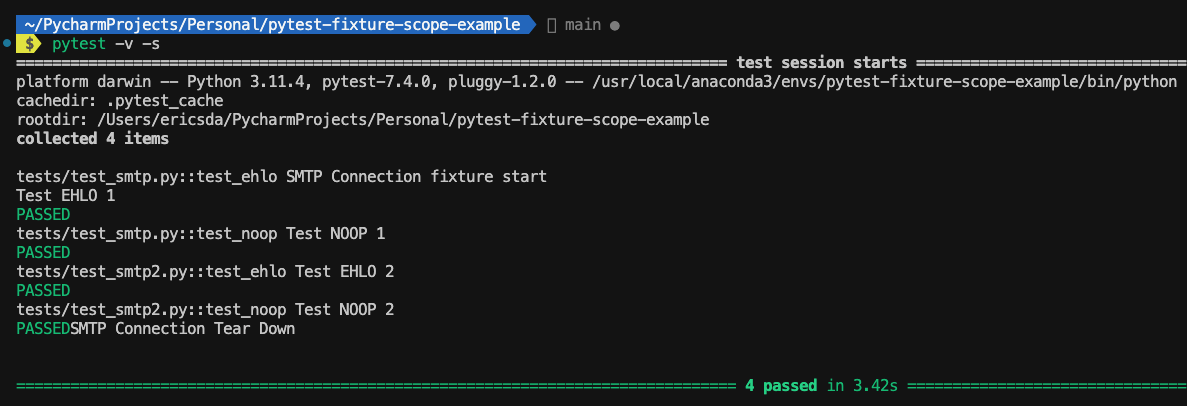 ~/PycharmProjects/Personal/pytest-fixture-scope-example main ●
$ pytest -v -s
============================================================================== test session starts ==============================
platform darwin -- Python 3.11.4, pytest-7.4.0, pluggy-1.2.0 -- /usr/local/anaconda3/envs/pytest-fixture-scope-example/bin/python
cachedir: .pytest_cache
rootdir: /Users/ericsda/PycharmProjects/Personal/pytest-fixture-scope-example
collected 4 items
tests/test_smtp.py::test_ehlo SMTP Connection fixture start
Test EHLO 1
PASSED
tests/test_smtp.py::test_noop Test NOOP 1
PASSED
tests/test_smtp2.py::test_ehlo Test EHLO 2
PASSED
tests/test_smtp2.py::test_noop Test NOOP 2
PASSEDSMTP Connection Tear Down
================================================================================ 4 passed in 3.42s ===============================